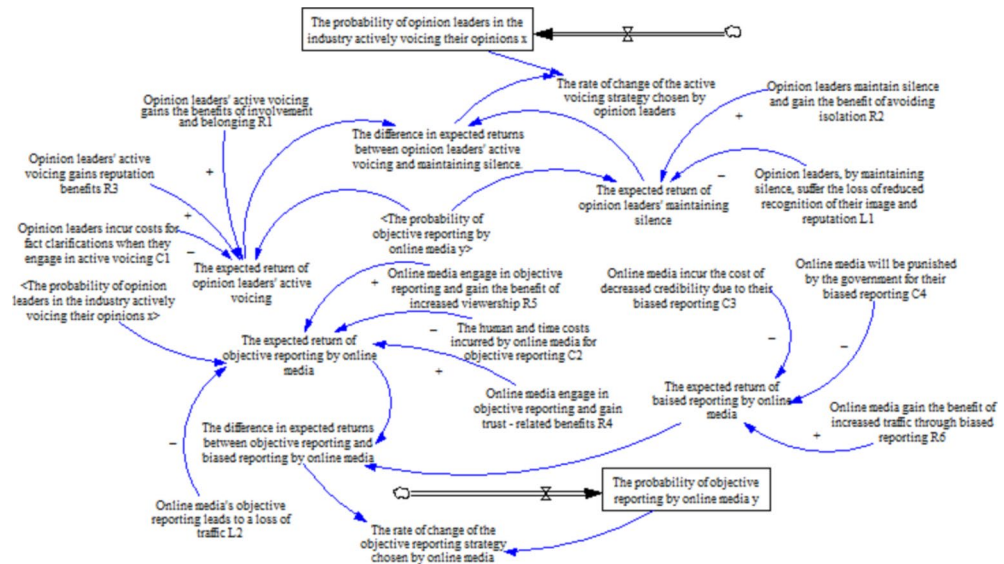 The probability of opinion leaders in the
industry actively voicing their opinions x
The rate of change of the active
voicing strategy chosen by
opinion leaders
Opinion leaders maintain silence
and gain the benefit of avoiding
isolation R2
+
Opinion leaders' active voicing
gains the benefits of involvement
and belonging R1
+
The difference in expected returns
between opinion leaders' active
voicing and maintaining silence.
Opinion leaders' active
voicing gains reputation
benefits R3
+
The expected return of
opinion leaders' maintaining
silence
−
Opinion leaders, by maintaining
silence, suffer the loss of reduced
recognition of their image and
reputation L1
Opinion leaders incur costs for
fact clarifications when they
engage in active voicing C1
−
<The probability of
objective reporting by
online media y>
The expected return of
opinion leaders' active
voicing
<The probability of opinion
leaders in the industry actively
voicing their opinions x>
Online media engage in objective
reporting and gain the benefit of
increased viewership R5
+
Online media incur the cost of
decreased credibility due to their
biased reporting C3
−
Online media will be punished
by the government for their
biased reporting C4
−
The expected return of
objective reporting by online
media
−
The human and time costs
incurred by online media for
objective reporting C2
+
Online media engage in
objective reporting and gain
trust - related benefits R4
The expected return of
baised reporting by online
media
Online media gain the benefit of
increased traffic through biased
reporting R6
+
The difference in expected returns
between objective reporting and
biased reporting by online media
−
Online media's objective
reporting leads to a loss of
traffic L2
The probability of objective
reporting by online media y
The rate of change of the
objective reporting strategy
chosen by online media